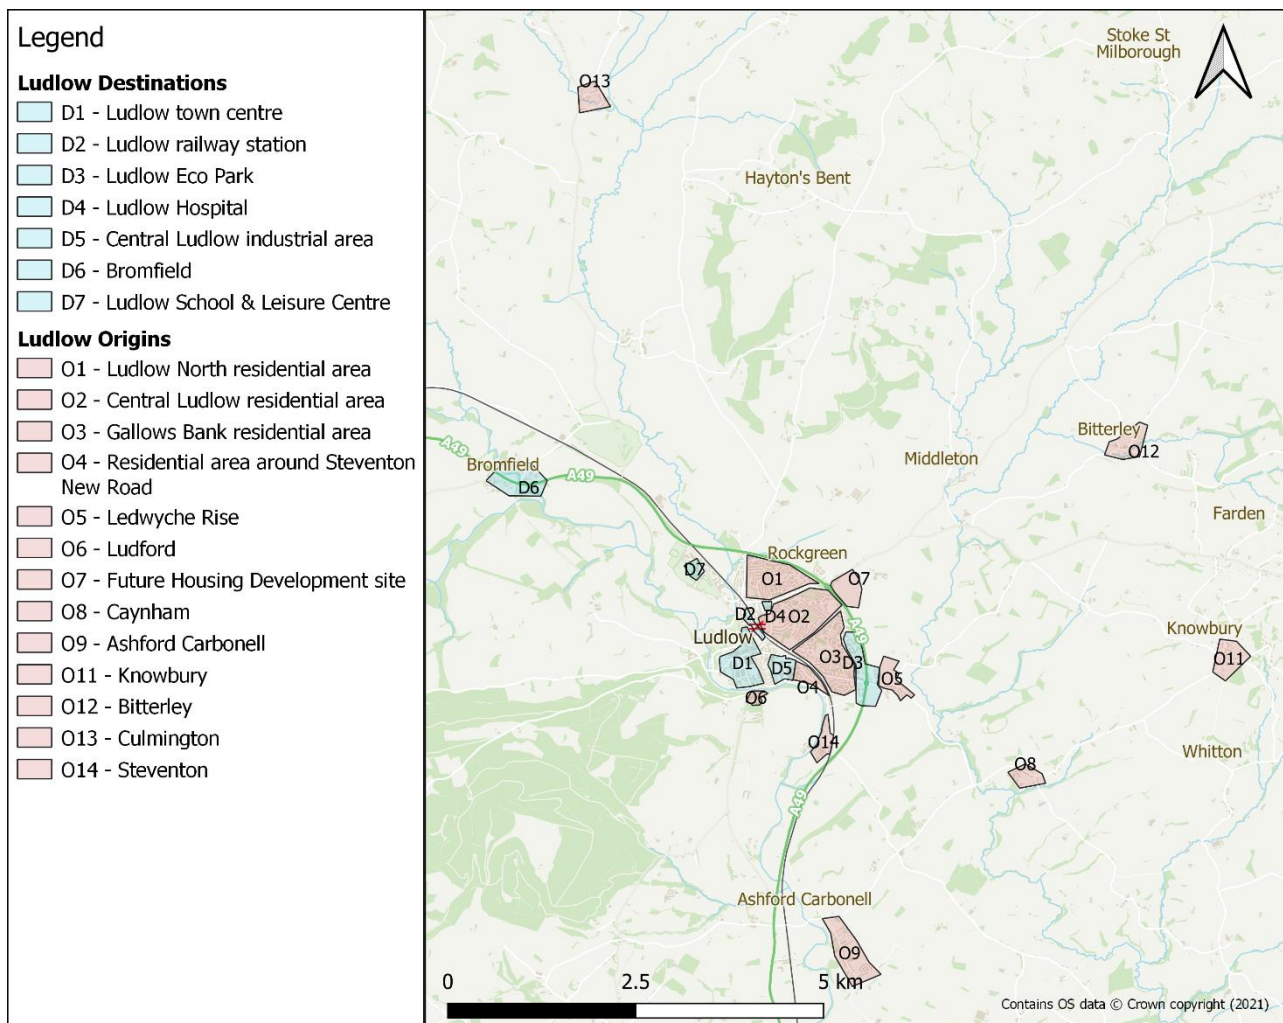 Legend
Ludlow Destinations
D1 - Ludlow town centre
D2 - Ludlow railway station
D3 - Ludlow Eco Park
D4 - Ludlow Hospital
D5 - Central Ludlow industrial area
D6 - Bromfield
D7 - Ludlow School & Leisure Centre
Ludlow Origins
O1 - Ludlow North residential area
O2 - Central Ludlow residential area
O3 - Gallows Bank residential area
O4 - Residential area around Steventon
New Road
O5 - Ledwyche Rise
O6 - Ludford
O7 - Future Housing Development site
O8 - Caynham
O9 - Ashford Carbonell
O11 - Knowbury
O12 - Bitterley
O13 - Culmington
O14 - Steventon
Stoke St
Milborough
O13
Hayton's Bent
Bitterley
O12
A49
Bromfield
A49
D6
Middleton
Farden
Rockgreen
D7
O1
O7
D2
D4
O2
A49
Ludlow
Knowbury
D1
D5
O3
D3
O11
O4
O5
O6
O14
Whitton
O8
A49
Ashford Carbonell
O9
0
2.5
5 km
Contains OS data © Crown copyright (2021)